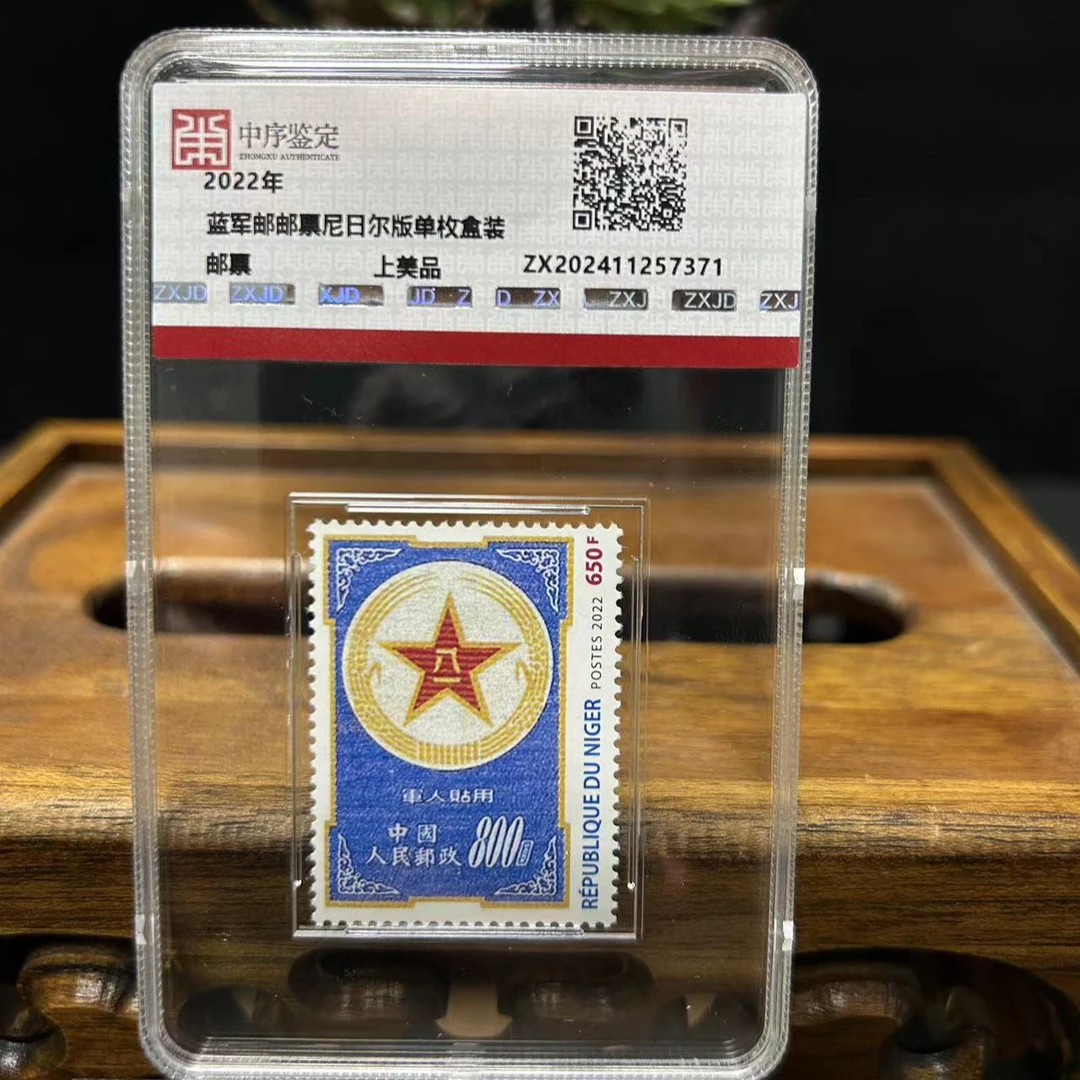 中序鉴定
ZHONGXU AUTHENTICATE
2022年
蓝军邮邮票尼日尔版单枚盒装
邮票 上美品 ZX202411257371
ZXJD ZXJD XJD JD Z D ZX ZXJ ZXJD ZXJ
八一
軍人貼用
中國
人民郵政 800
RÉPUBLIQUE DU NIGER POSTES 2022 650 F